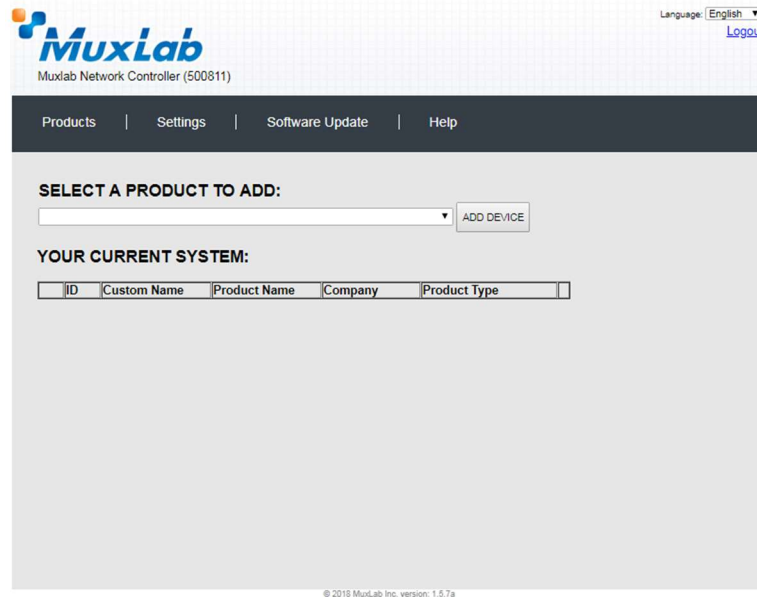 Language: English
Logou
MuxLab
Muxlab Network Controller (500811)
Products | Settings | Software Update | Help
SELECT A PRODUCT TO ADD:
ADD DEVICE
YOUR CURRENT SYSTEM:
ID Custom Name Product Name Company Product Type
© 2018 MuxLab Inc. version: 1.5.7a